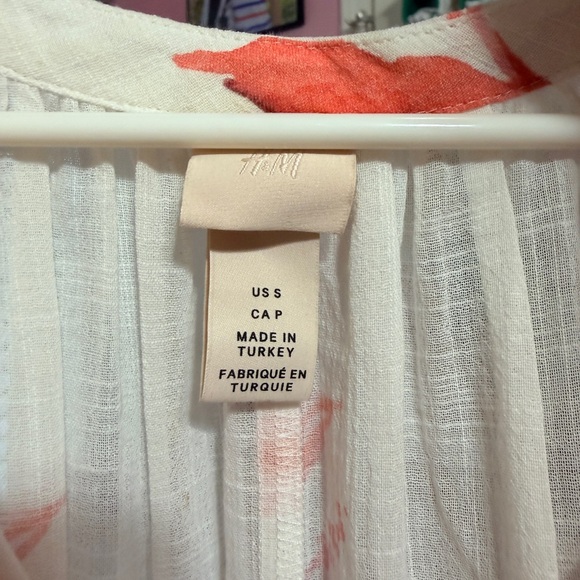 H&M
US S
CA P
MADE IN
TURKEY
FABRIQUÉ EN
TURQUIE